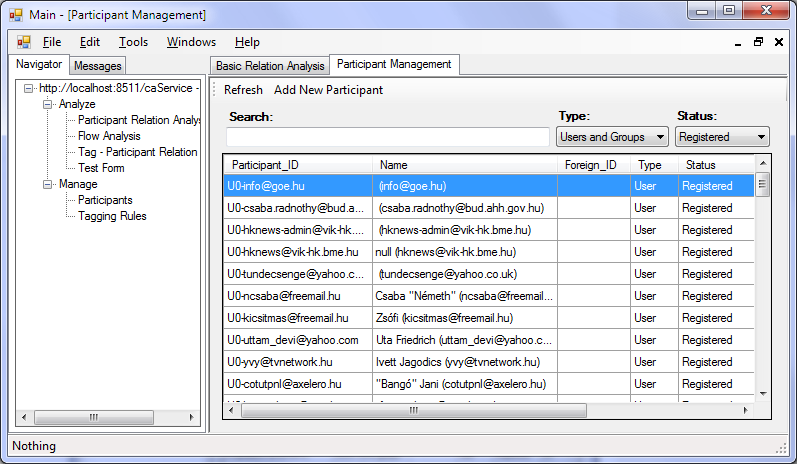 Main - [Participant Management]
File Edit Tools Windows Help
Navigator Messages
http://localhost:8511/caService -
Analyze
Participant Relation Analys
Flow Analysis
Tag - Participant Relation
Test Form
Manage
Participants
Tagging Rules
Basic Relation Analysis Participant Management
Refresh Add New Participant
Search: Type: Status:
Users and Groups Registered
Participant_ID Name Foreign_ID Type Status
U0-info@goe.hu (info@goe.hu) User Registered
U0-csaba.radnothy@bud.a... (csaba.radnothy@bud.ahh.gov.hu) User Registered
U0-hknews-admin@vik-hk.... (hknews-admin@vik-hk.bme.hu) User Registered
U0-hknews@vik-hk.bme.hu null (hknews@vik-hk.bme.hu) User Registered
U0-tundecsenge@yahoo.c... (tundecsenge@yahoo.co.uk) User Registered
U0-ncsaba@freemail.hu Csaba "Németh" (ncsaba@freemail... User Registered
U0-kicsitmas@freemail.hu Zsófi (kicsitmas@freemail.hu) User Registered
U0-uttam_devi@yahoo.com Uta Friedrich (uttam_devi@yahoo.c... User Registered
U0-yvy@tvnetwork.hu Ivett Jagodics (yvy@tvnetwork.hu) User Registered
U0-cotutpnl@axelero.hu "Bangó" Jani (cotutpnl@axelero.hu) User Registered
Nothing